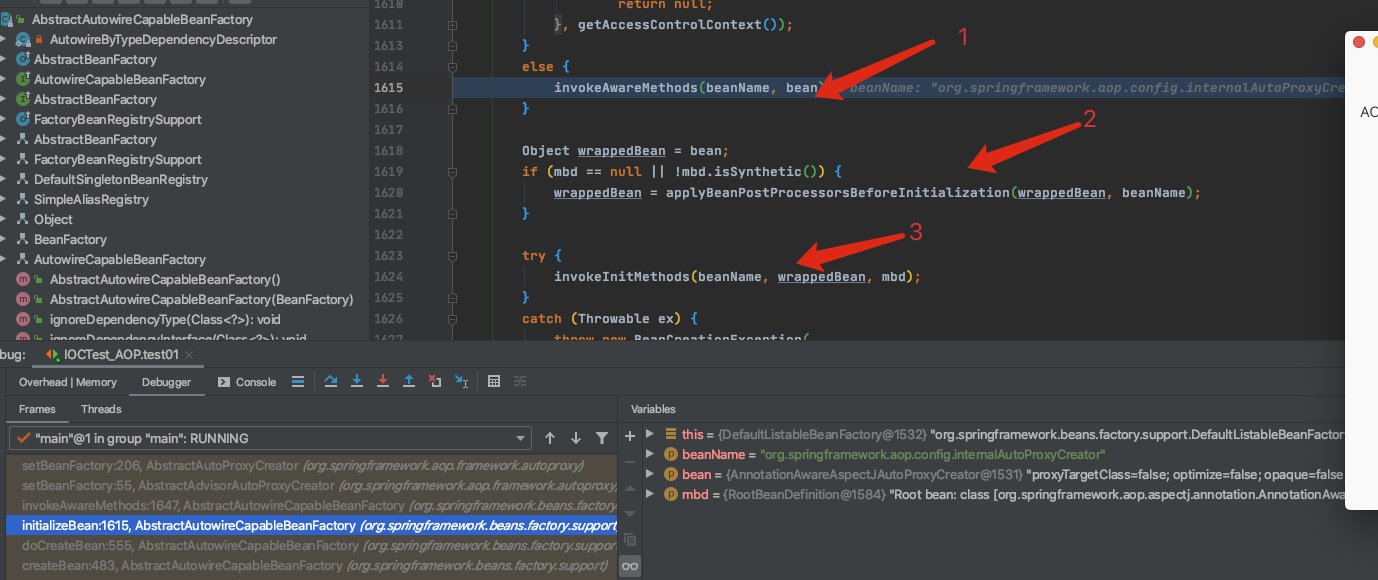 AbstractAutowireCapableBeanFactory
AutowireByTypeDependencyDescriptor
AbstractBeanFactory
AutowireCapableBeanFactory
AbstractBeanFactory
FactoryBeanRegistrySupport
AbstractBeanFactory
FactoryBeanRegistrySupport
DefaultSingletonBeanRegistry
SimpleAliasRegistry
Object
BeanFactory
AutowireCapableBeanFactory
AbstractAutowireCapableBeanFactory()
AbstractAutowireCapableBeanFactory(BeanFactory)
ignoreDependencyType(Class<?>): void
ignoreDependencyInterface(Class<?>): void
1610 return null;
1611 }, getAccessControlContext());
1613 }
1614 else {
1615 invokeAwareMethods(beanName, bean) beanName: "org.springframework.aop.config.internalAutoProxyCre
1616 }
1617
1618 Object wrappedBean = bean;
1619 if (mbd == null || !mbd.isSynthetic()) {
1620 wrappedBean = applyBeanPostProcessorsBeforeInitialization(wrappedBean, beanName);
1621 }
1622
1623 try {
1624 invokeInitMethods(beanName, wrappedBean, mbd);
1625 }
1626 catch (Throwable ex) {
1627 throw new BeanCreationException(
1
2
3
AC
bug: IOCTest_AOP.test01
Overhead | Memory Debugger Console
Frames Threads
"main"@1 in group "main": RUNNING
setBeanFactory:206, AbstractAutoProxyCreator (org.springframework.aop.framework.autoproxy)
setBeanFactory:55, AbstractAdvisorAutoProxyCreator (org.springframework.aop.framework.autoproxy,
invokeAwareMethods:1647, AbstractAutowireCapableBeanFactory (org.springframework.beans.factory.
initializeBean:1615, AbstractAutowireCapableBeanFactory (org.springframework.beans.factory.support
doCreateBean:555, AbstractAutowireCapableBeanFactory (org.springframework.beans.factory.suppor
createBean:483, AbstractAutowireCapableBeanFactory (org.springframework.beans.factory.support)
Variables
this = {DefaultListableBeanFactory@1532} "org.springframework.beans.factory.support.DefaultListableBeanFactor
beanName = "org.springframework.aop.config.internalAutoProxyCreator"
bean = {AnnotationAwareAspectJAutoProxyCreator@1531} "proxyTargetClass=false; optimize=false; opaque=false
mbd = {RootBeanDefinition@1584} "Root bean: class [org.springframework.aop.aspectj.annotation.AnnotationAwa